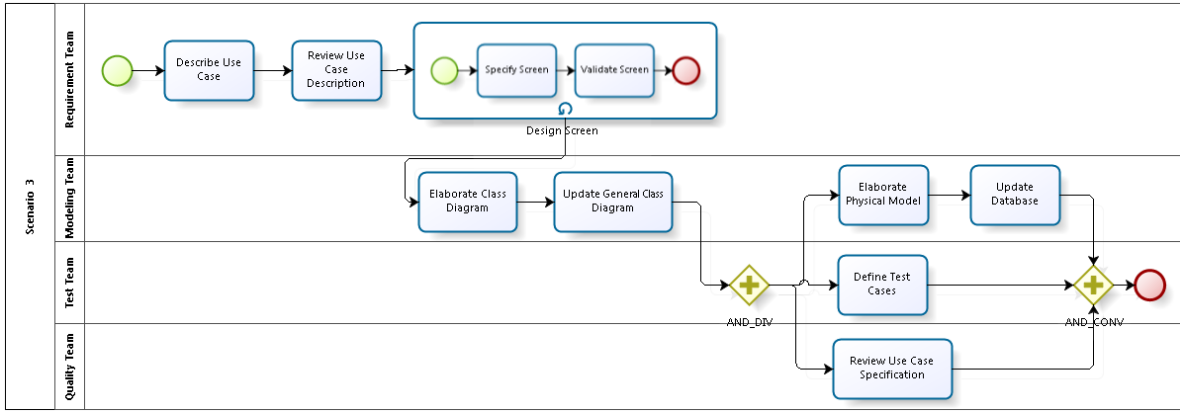 Scenario 3
Requirement Team
Describe Use
Case
Review Use
Case
Description
Specify Screen
Validate Screen
Design Screen
Modeling Team
Elaborate Class
Diagram
Update General Class
Diagram
Elaborate
Physical Model
Update
Database
Test Team
AND_DIV
Define Test
Cases
AND_CONV
Quality Team
Review Use Case
Specification